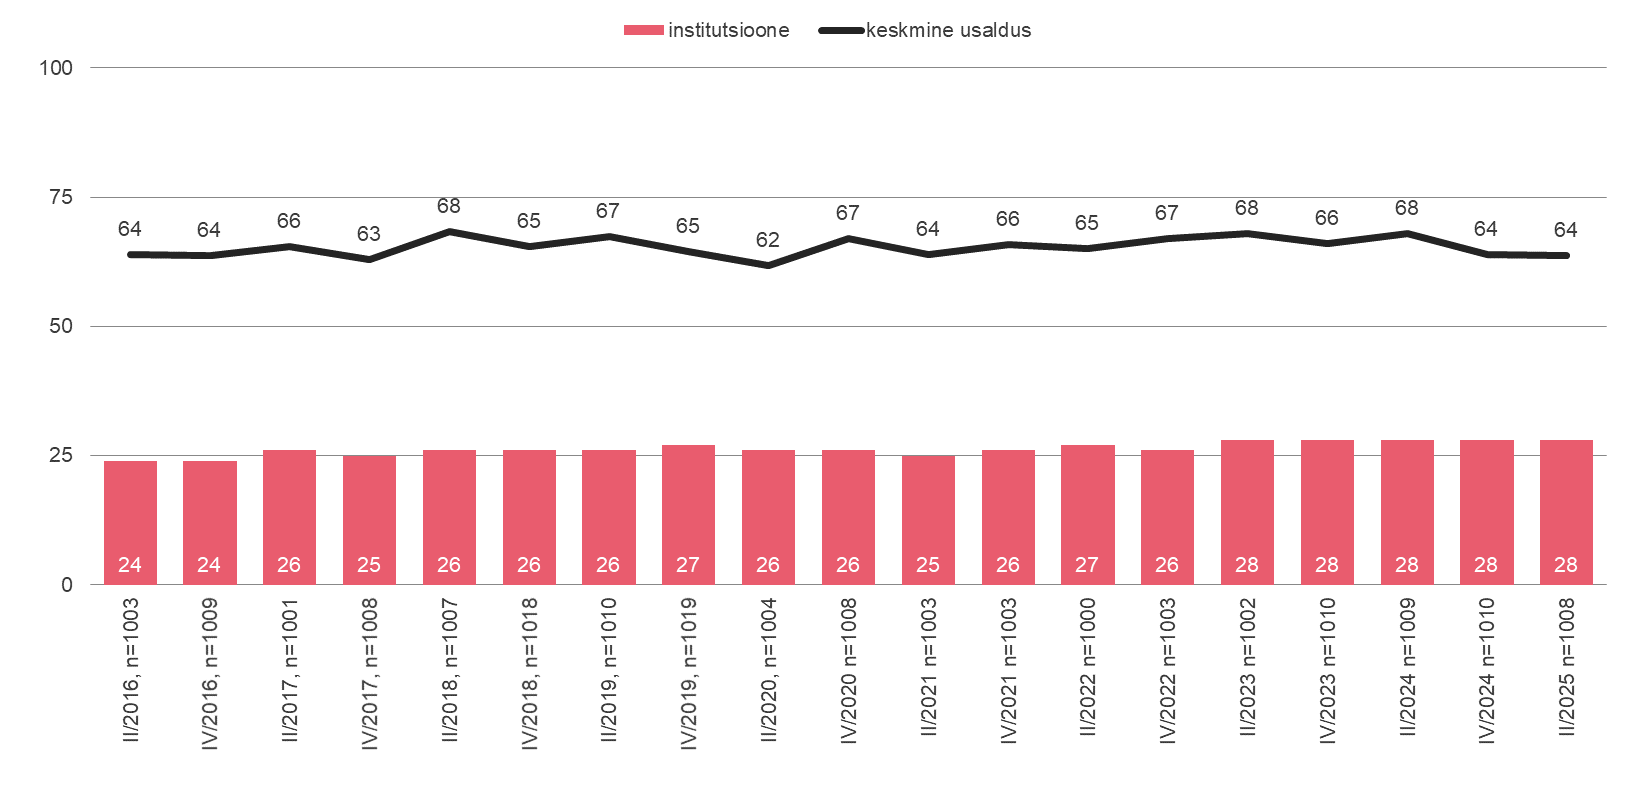 institutsioone keskmine usaldus
100
75
50
25
0
64 64 66 63 68 65 67 65 62 67 64 66 65 67 68 66 68 64 64
24 24 26 25 26 26 26 27 26 26 25 26 27 26 28 28 28 28 28
II/2016, n=1003
IV/2016, n=1009
II/2017, n=1001
IV/2017, n=1008
II/2018, n=1007
IV/2018, n=1018
II/2019, n=1010
IV/2019, n=1019
II/2020, n=1004
IV/2020 n=1008
II/2021 n=1003
IV/2021 n=1003
II/2022 n=1000
IV/2022 n=1003
II/2023 n=1002
IV/2023 n=1010
II/2024 n=1009
IV/2024 n=1010
II/2025 n=1008